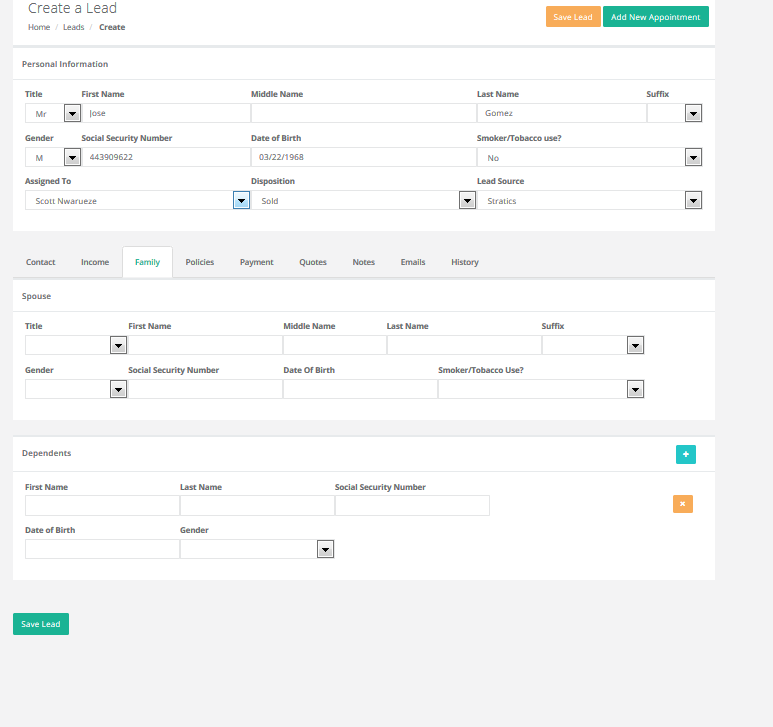 Create a Lead
Home / Leads / Create
Save Lead Add New Appointment
Personal Information
Title First Name Middle Name Last Name Suffix
Mr Jose Gomez
Gender Social Security Number Date of Birth Smoker/Tobacco use?
M 443909622 03/22/1968 No
Assigned To Disposition Lead Source
Scott Nwarueze Sold Stratics
Contact Income Family Policies Payment Quotes Notes Emails History
Spouse
Title First Name Middle Name Last Name Suffix
Gender Social Security Number Date Of Birth Smoker/Tobacco Use?
Dependents
First Name Last Name Social Security Number
Date of Birth Gender
Save Lead